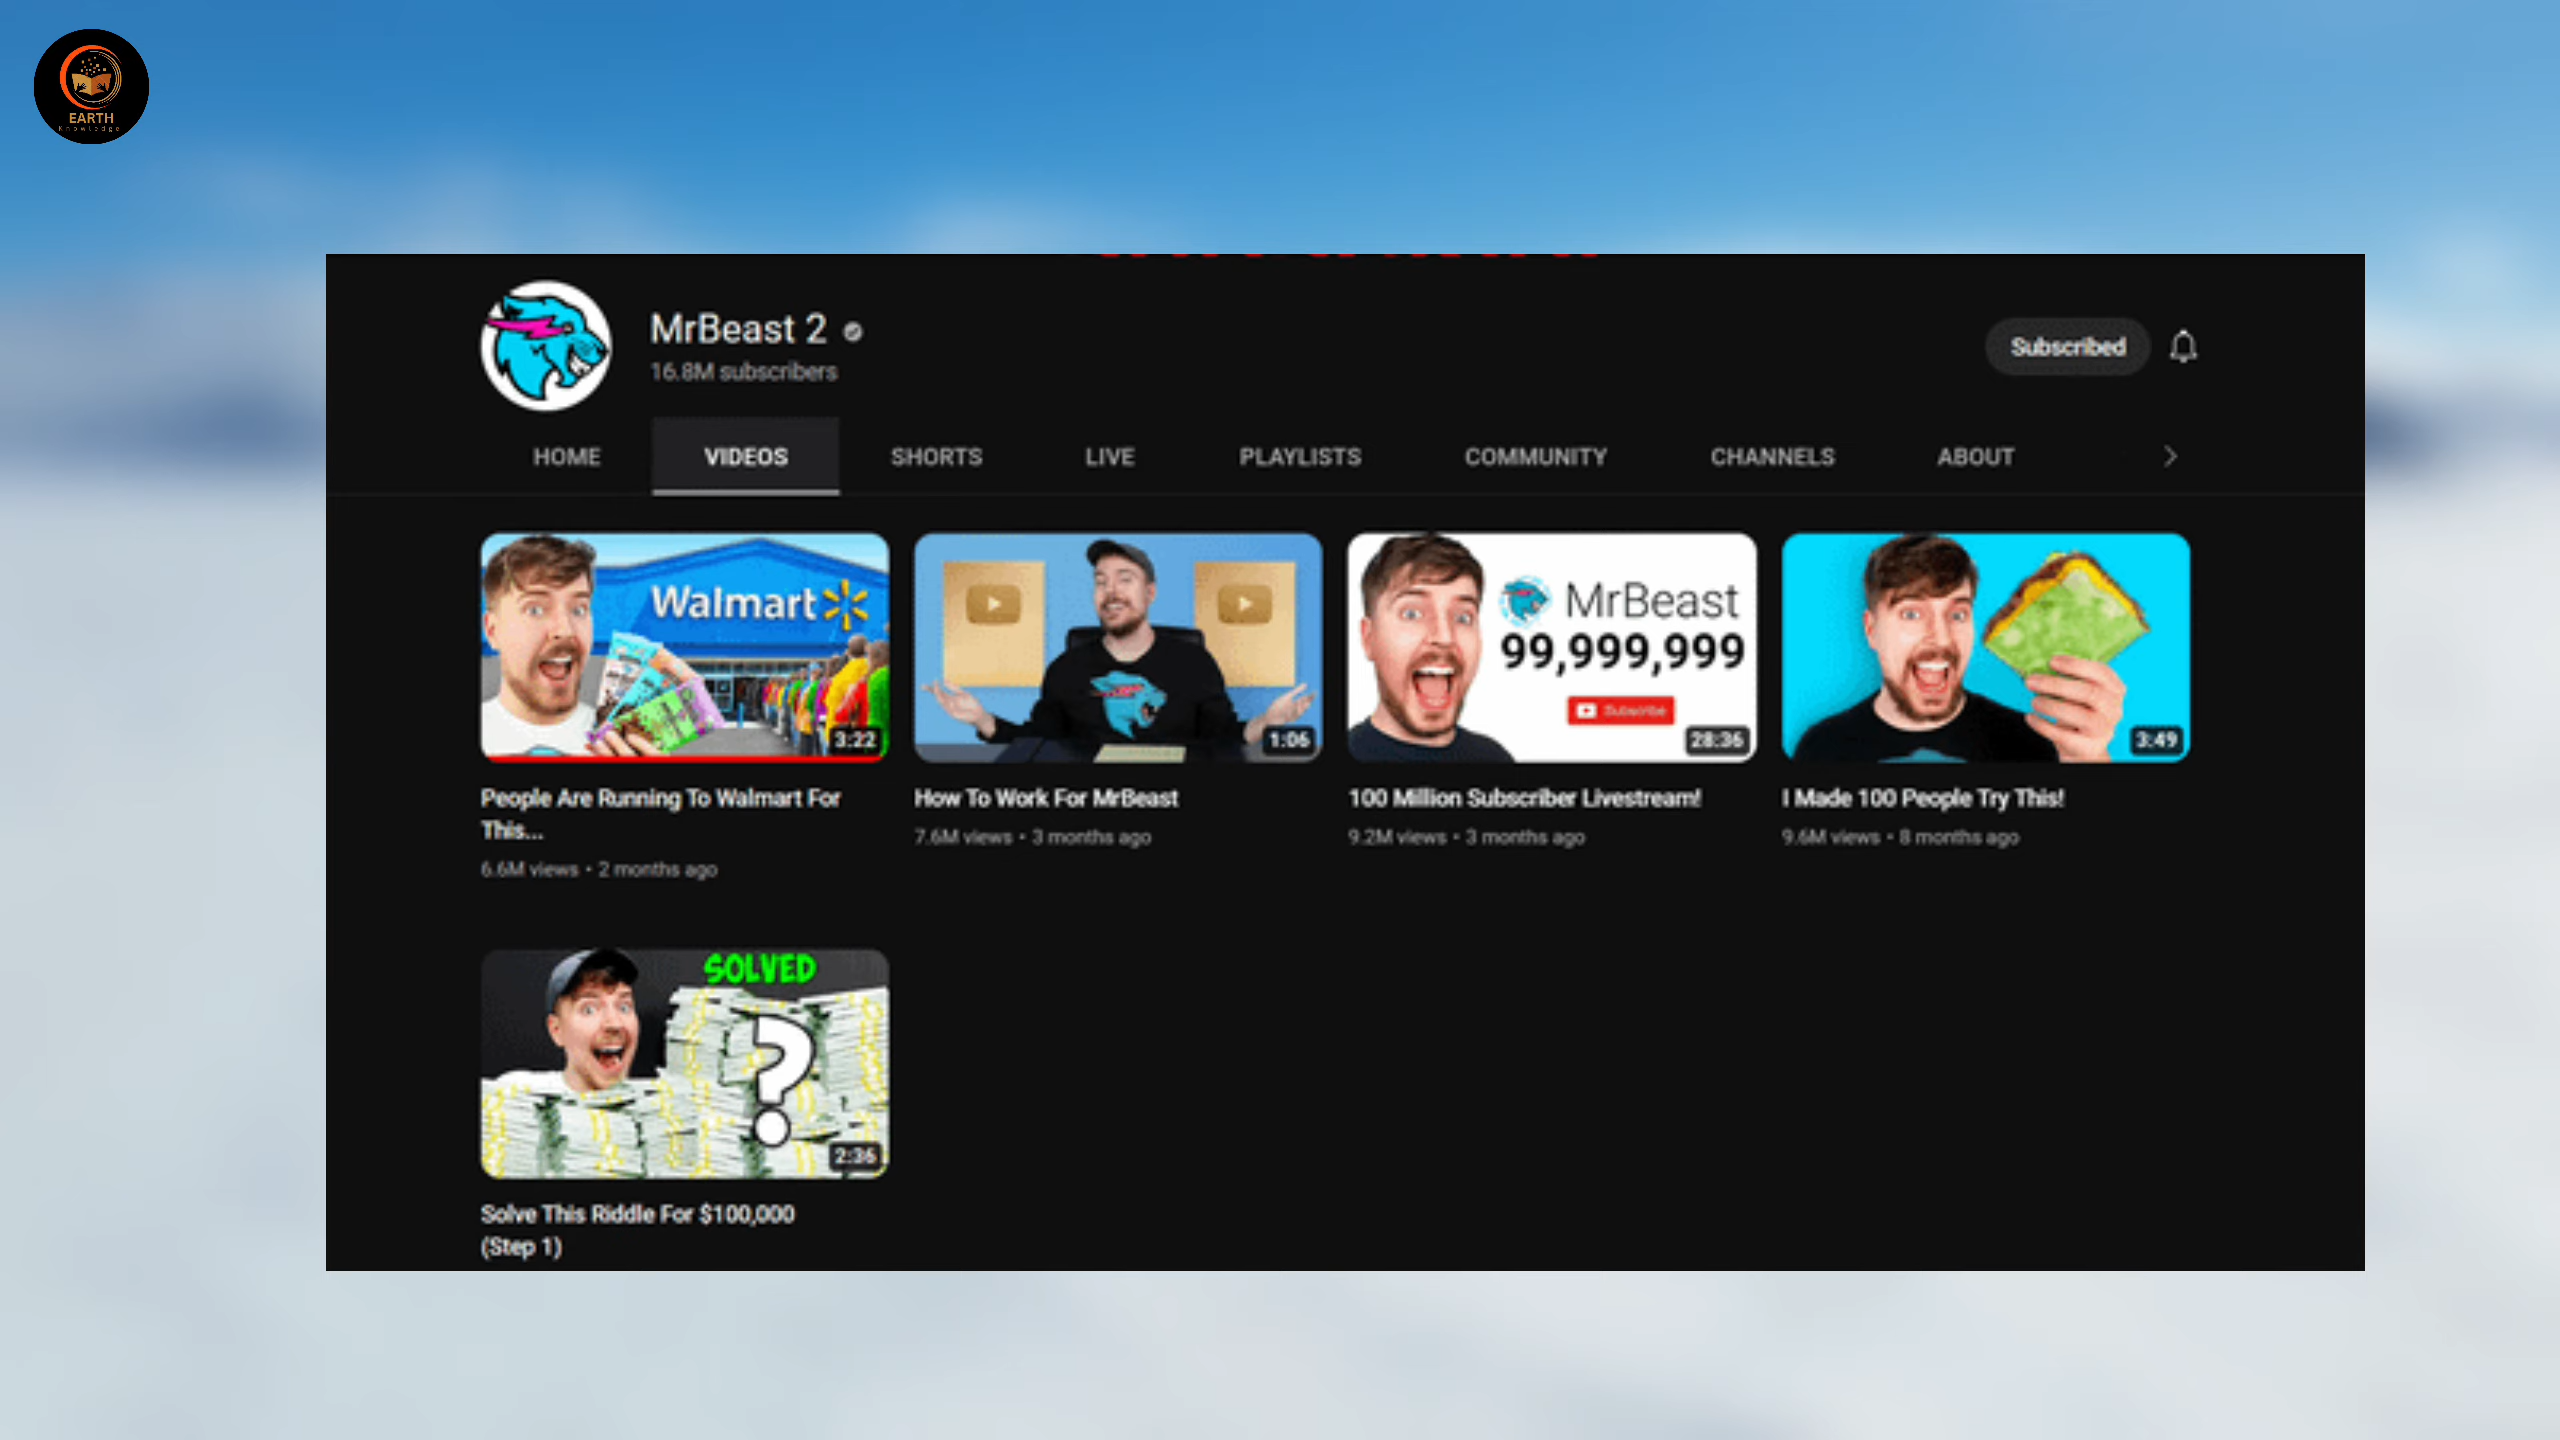 EARTH
Knowledge
MrBeast 2
16.8M subscribers
Subscribed
HOME VIDEOS SHORTS LIVE PLAYLISTS COMMUNITY CHANNELS ABOUT
Walmart
3:22
People Are Running To Walmart For
This...
6.6M views • 2 months ago
1:06
How To Work For MrBeast
7.6M views • 3 months ago
MrBeast
99,999,999
Subscribe
28:36
100 Million Subscriber Livestream!
9.2M views • 3 months ago
3:49
I Made 100 People Try This!
9.6M views • 8 months ago
SOLVED
?
2:36
Solve This Riddle For $100,000
(Step 1)